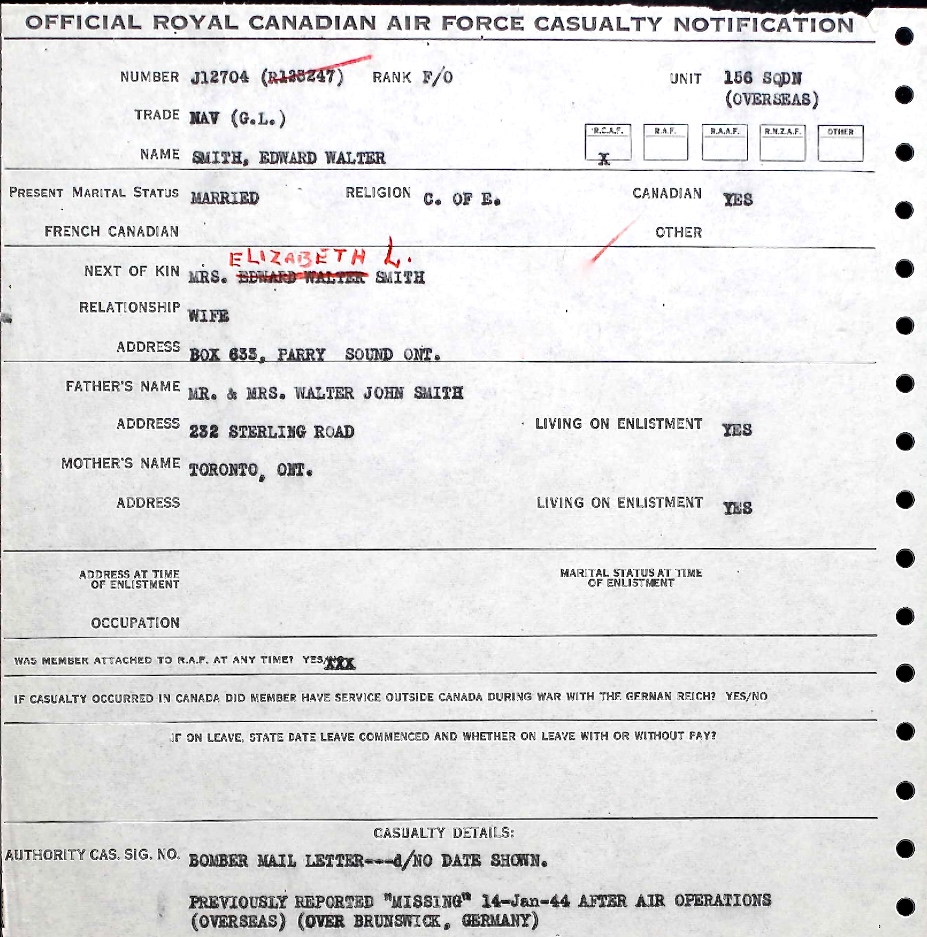 OFFICIAL ROYAL CANADIAN AIR FORCE CASUALTY NOTIFICATION
NUMBER J12704 (R135247) RANK F/O UNIT 156 SQDN
(OVERSEAS)
TRADE NAV (G.L.)
R.C.A.F. R.A.F. R.A.A.F. R.N.Z.A.F. OTHER
NAME SMITH, EDWARD WALTER X
PRESENT MARITAL STATUS MARRIED RELIGION C. OF E. CANADIAN YES
FRENCH CANADIAN OTHER
ELIZABETH L.
NEXT OF KIN MRS. EDWARD WALTER SMITH
RELATIONSHIP WIFE
ADDRESS BOX 633, PARRY SOUND ONT.
FATHER'S NAME MR. & MRS. WALTER JOHN SMITH
ADDRESS 232 STERLING ROAD LIVING ON ENLISTMENT YES
MOTHER'S NAME TORONTO, ONT.
ADDRESS LIVING ON ENLISTMENT YES
ADDRESS AT TIME OF ENLISTMENT MARITAL STATUS AT TIME OF ENLISTMENT
OCCUPATION
WAS MEMBER ATTACHED TO R.A.F. AT ANY TIME? YES/XXX
IF CASUALTY OCCURRED IN CANADA DID MEMBER HAVE SERVICE OUTSIDE CANADA DURING WAR WITH THE GERMAN REICH? YES/NO
IF ON LEAVE, STATE DATE LEAVE COMMENCED AND WHETHER ON LEAVE WITH OR WITHOUT PAY?
CASUALTY DETAILS:
AUTHORITY CAS. SIG. NO. BOMBER MAIL LETTER---d/NO DATE SHOWN.
PREVIOUSLY REPORTED "MISSING" 14-Jan-44 AFTER AIR OPERATIONS
(OVERSEAS) (OVER BRUNSWICK, GERMANY)